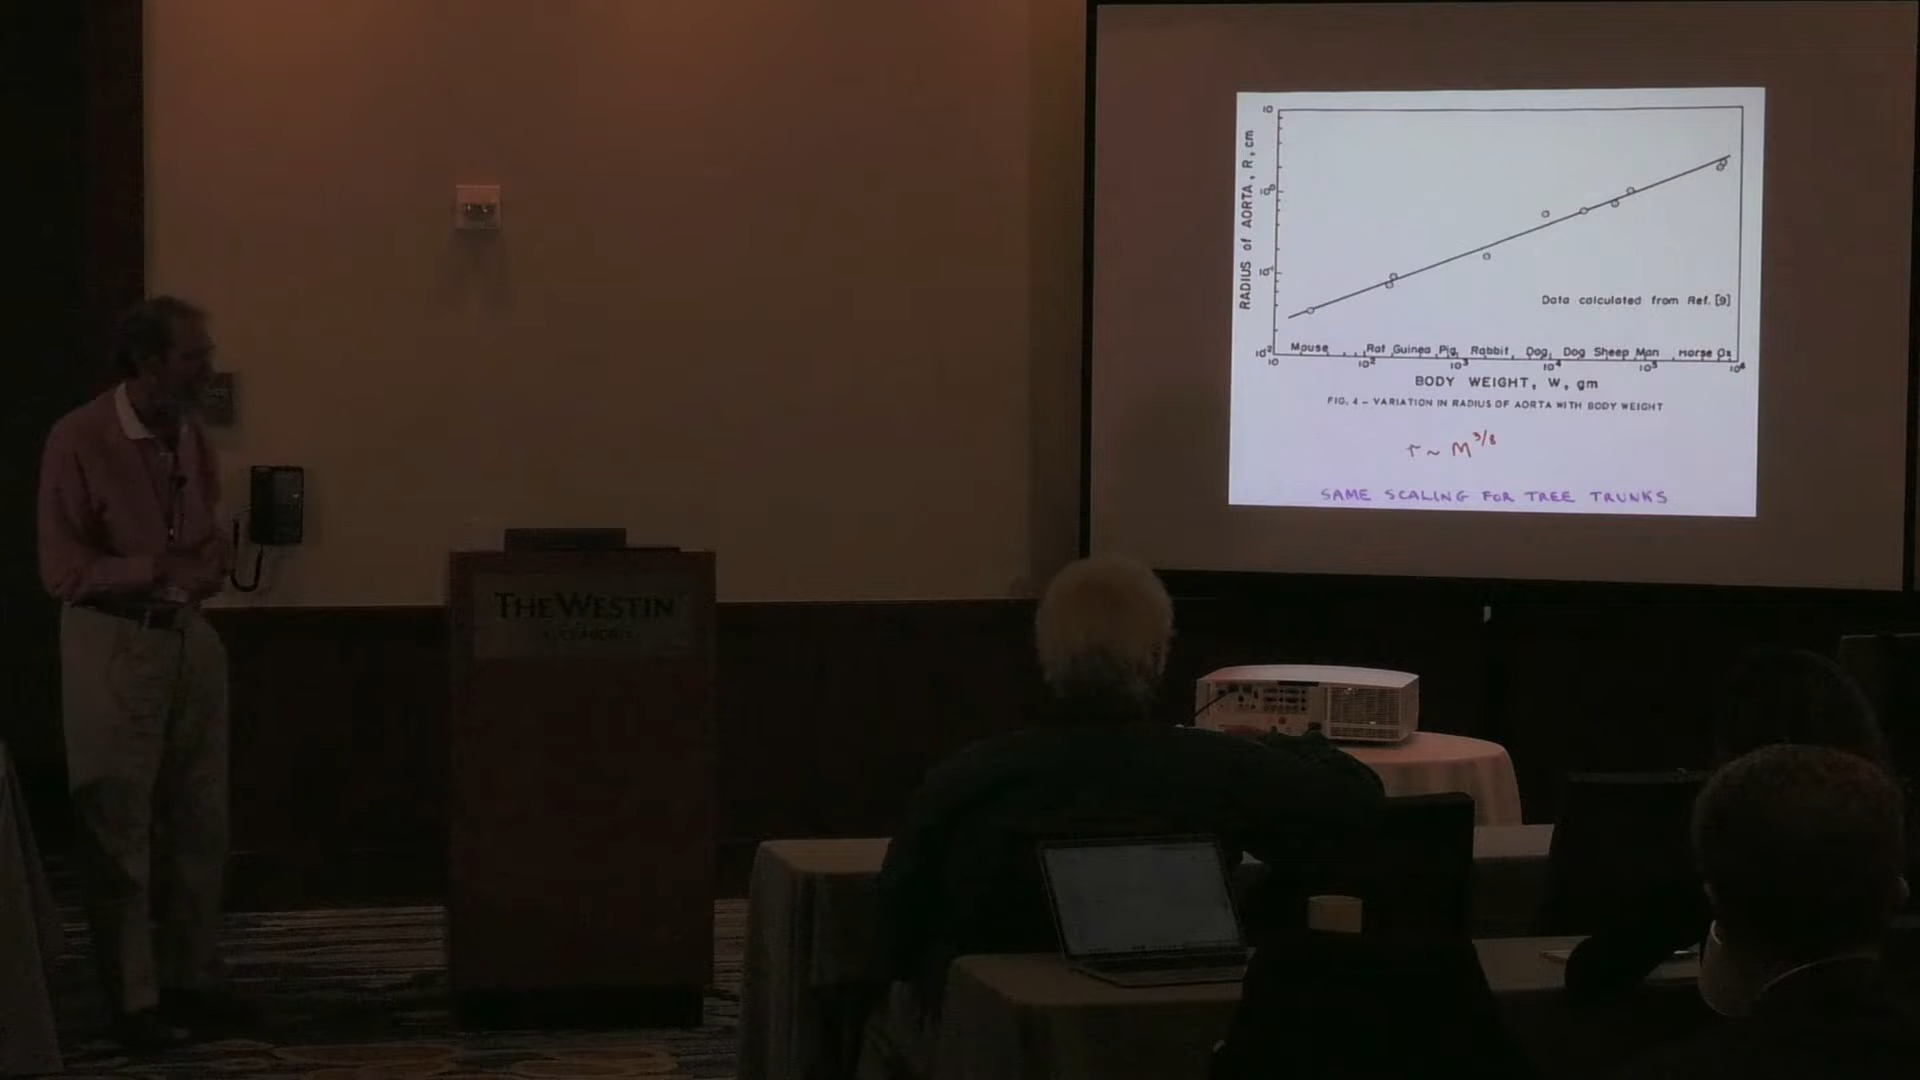 10
10⁰
10⁻¹
10⁻²
RADIUS of AORTA, R, cm
Data calculated from Ref. [9]
Mouse Rat Guinea Pig Rabbit Dog Dog Sheep Man Horse Ox
10 10² 10³ 10⁴ 10⁵ 10⁶
BODY WEIGHT, W, gm
FIG. 4 - VARIATION IN RADIUS OF AORTA WITH BODY WEIGHT
r ~ M^3/8
SAME SCALING FOR TREE TRUNKS
THE WESTIN